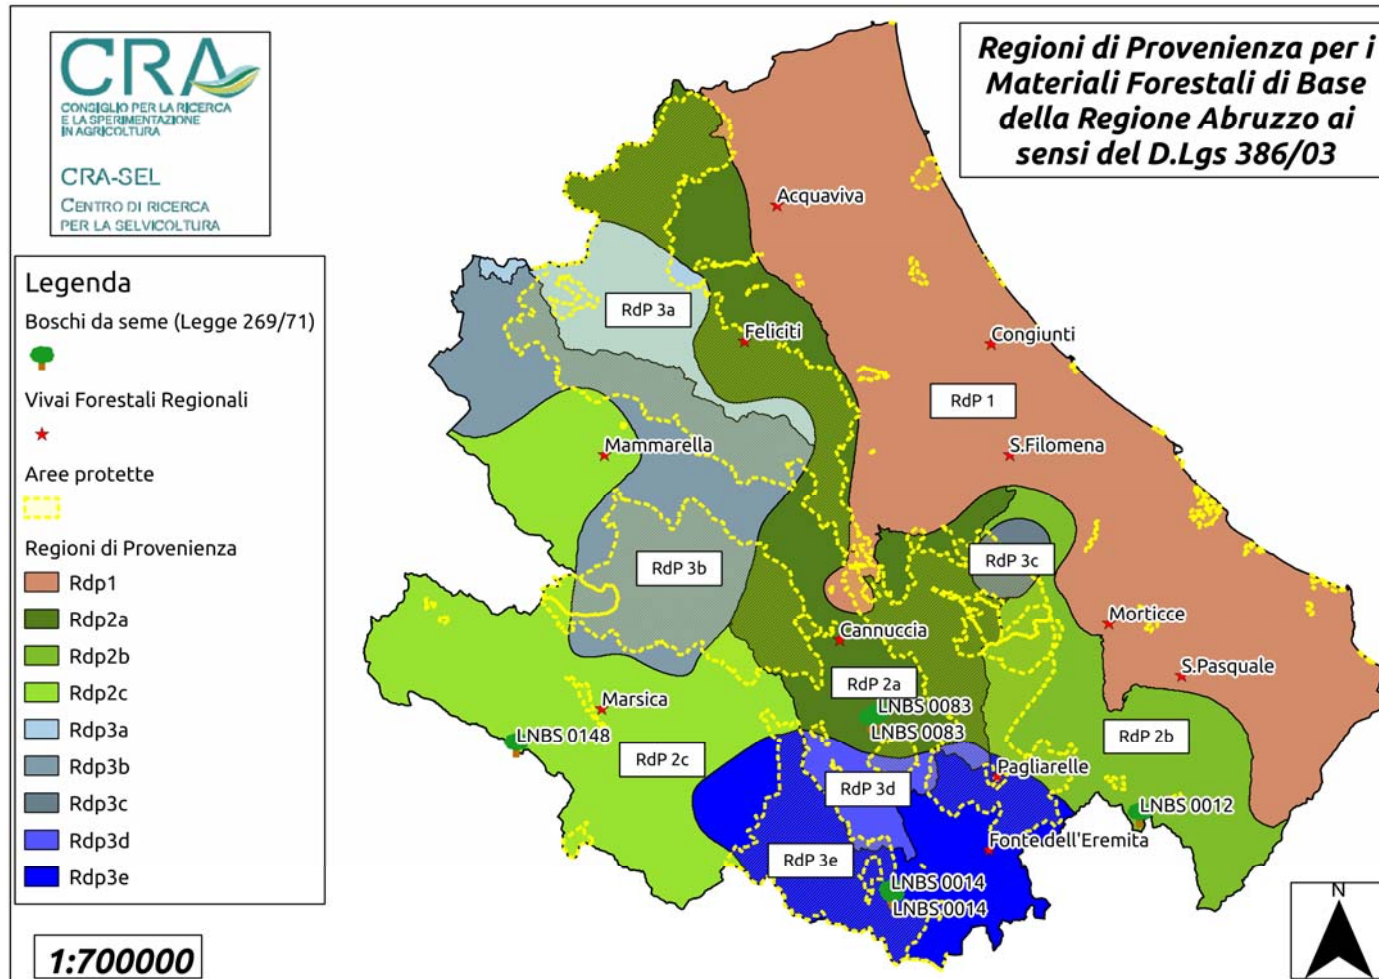 CRA
CONSIGLIO PER LA RICERCA
E LA SPERIMENTAZIONE
IN AGRICOLTURA
CRA-SEL
CENTRO DI RICERCA
PER LA SELVICOLTURA
Regioni di Provenienza per i
Materiali Forestali di Base
della Regione Abruzzo ai
sensi del D.Lgs 386/03
Legenda
Boschi da seme (Legge 269/71)
Vivai Forestali Regionali
Aree protette
Regioni di Provenienza
Rdp1
Rdp2a
Rdp2b
Rdp2c
Rdp3a
Rdp3b
Rdp3c
Rdp3d
Rdp3e
1:700000
Acquaviva
RdP 3a
Feliciti
Congiunti
RdP 1
Mammarella
S.Filomena
RdP 3c
RdP 3b
Morticce
Cannuccia
S.Pasquale
RdP 2a
Marsica
LNBS 0083
LNBS 0083
LNBS 0148
RdP 2b
RdP 2c
Pagliarelle
RdP 3d
LNBS 0012
Fonte dell'Eremita
RdP 3e
LNBS 0014
LNBS 0014
N